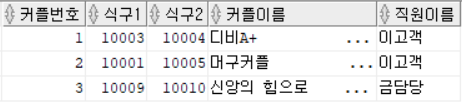 커플번호 식구1 식구2 커플이름 직원이름
1 10003 10004 디비A+ ... 이고객
2 10001 10005 머구커플 ... 이고객
3 10009 10010 신앙의 힘으로 ... 금담당